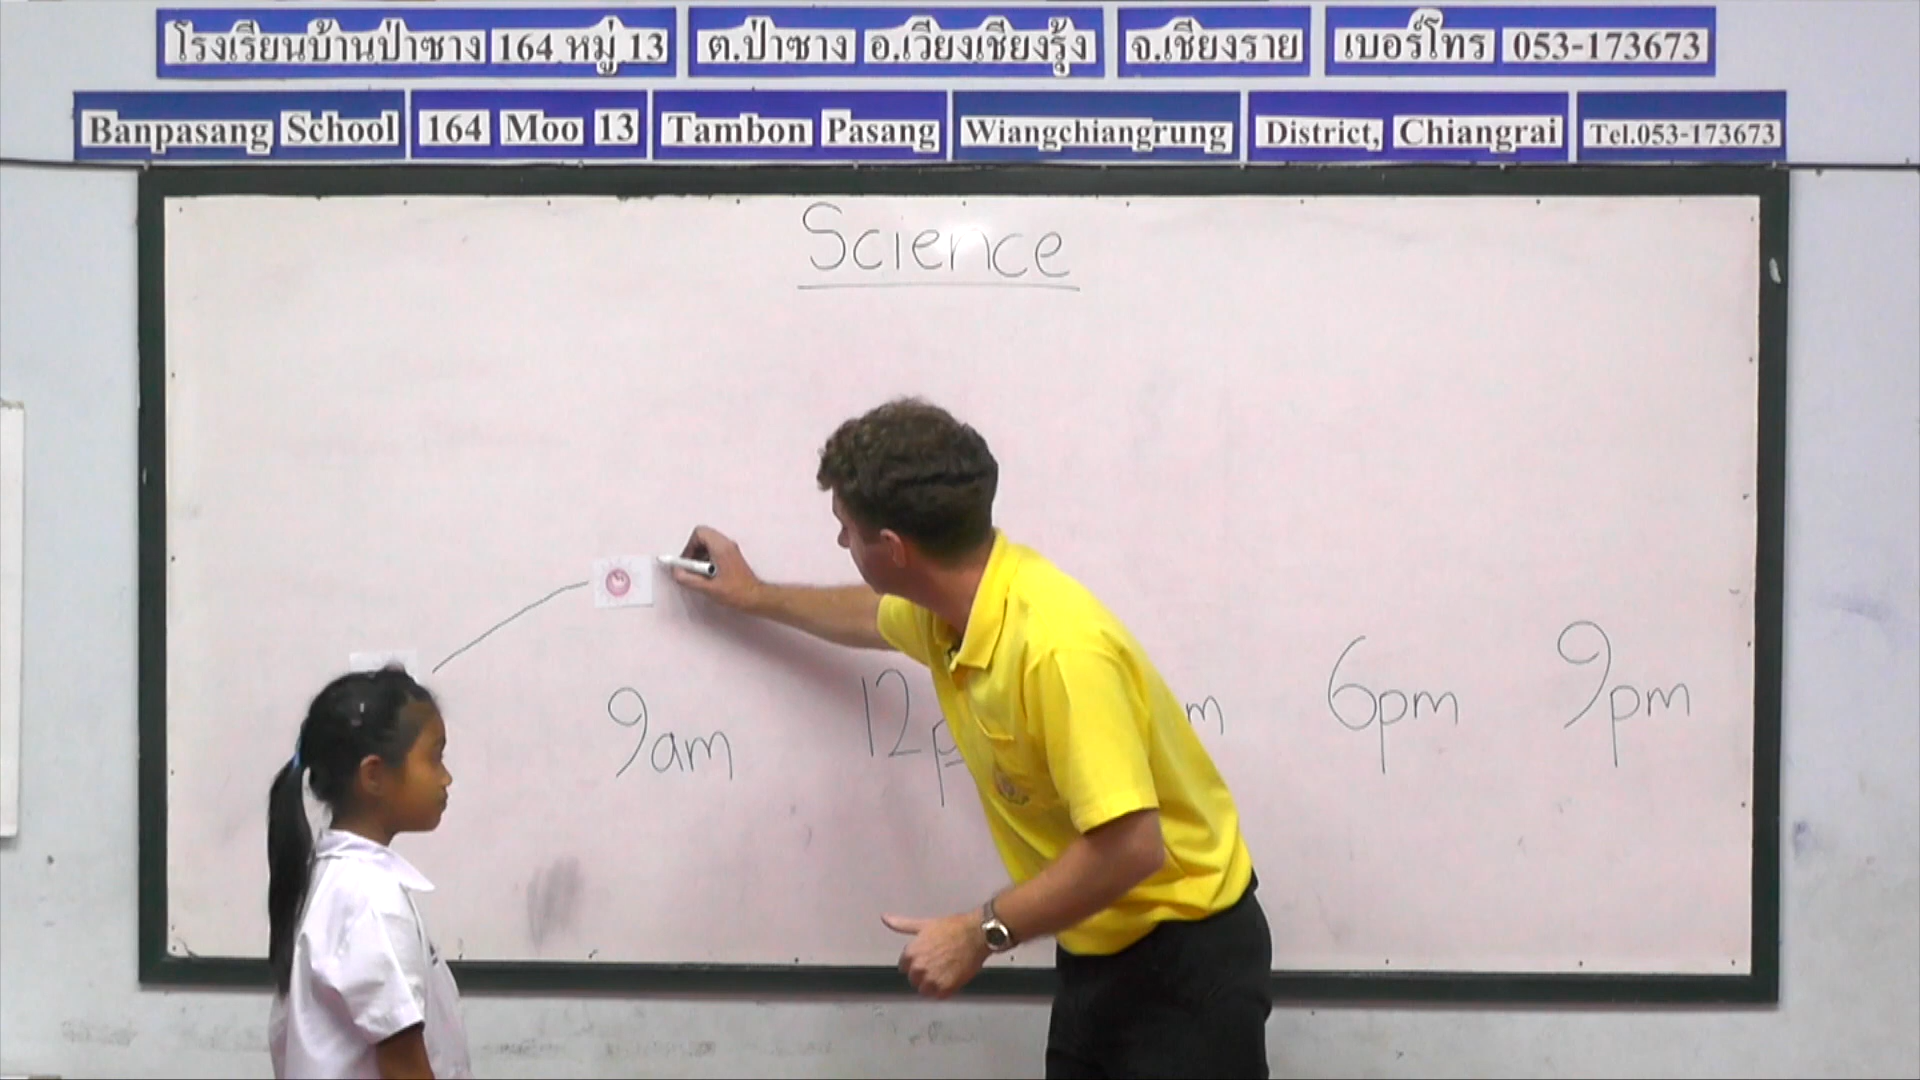 โรงเรียนบ้านป่าซาง 164 หมู่ 13 ต.ป่าซาง อ.เวียงเชียงรุ้ง จ.เชียงราย เบอร์โทร 053-173673
Banpasang School 164 Moo 13 Tambon Pasang Wiangchiangrung District, Chiangrai Tel.053-173673
Science
9am 12p m 6pm 9pm